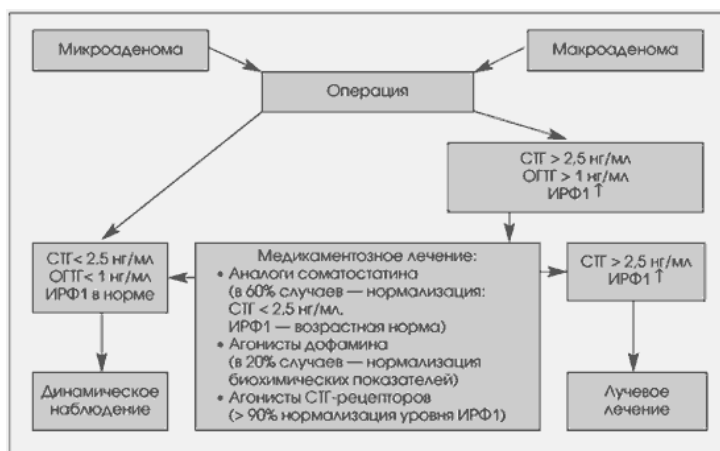 Микроаденома
Макроаденома
Операция
СТГ > 2,5 нг/мл
ОГТГ > 1 нг/мл
ИРФ1 ↑
СТГ < 2.5 нг/мл
ОГТГ < 1 нг/мл
ИРФ1 в норме
Медикаментозное лечение:
• Аналоги соматостатина
(в 60% случаев — нормализация:
СТГ < 2,5 нг/мл.
ИРФ1 — возрастная норма)
• Агонисты дофамина
(в 20% случаев — нормализация
биохимических показателей)
• Агонисты СТГ-рецепторов
(> 90% нормализация уровня ИРФ1)
СТГ > 2,5 нг/мл
ИРФ1 ↑
Динамическое
наблюдение
Лучевое
лечение